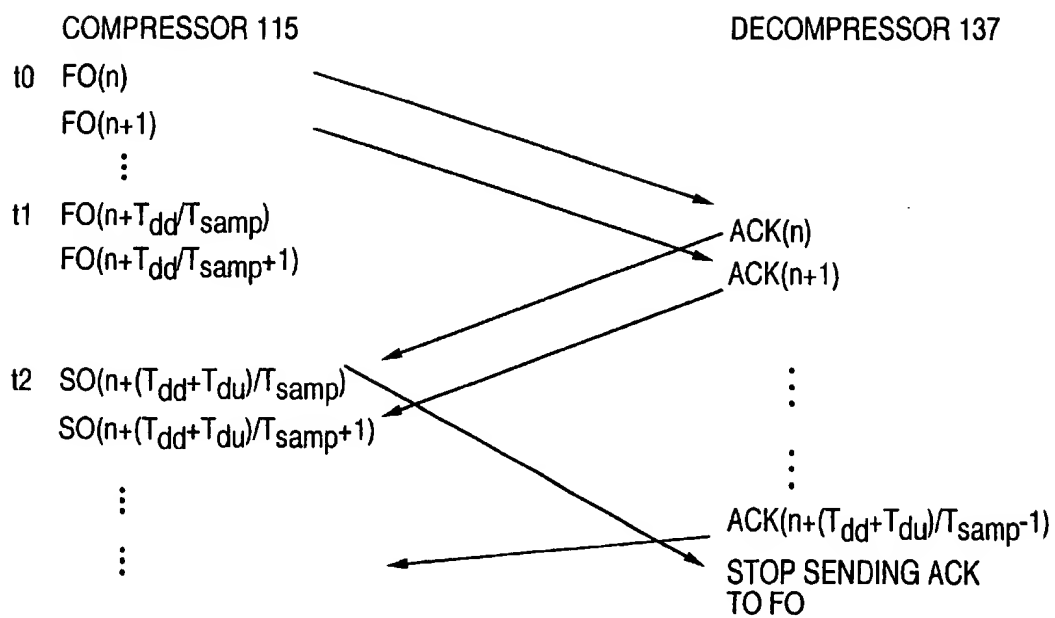 COMPRESSOR 115
DECOMPRESSOR 137
t0 FO(n)
FO(n+1)
t1 FO(n+Tdd/Tsamp)
FO(n+Tdd/Tsamp+1)
ACK(n)
ACK(n+1)
t2 SO(n+(Tdd+Tdu)/Tsamp)
SO(n+(Tdd+Tdu)/Tsamp+1)
ACK(n+(Tdd+Tdu)/Tsamp-1)
STOP SENDING ACK
TO FO